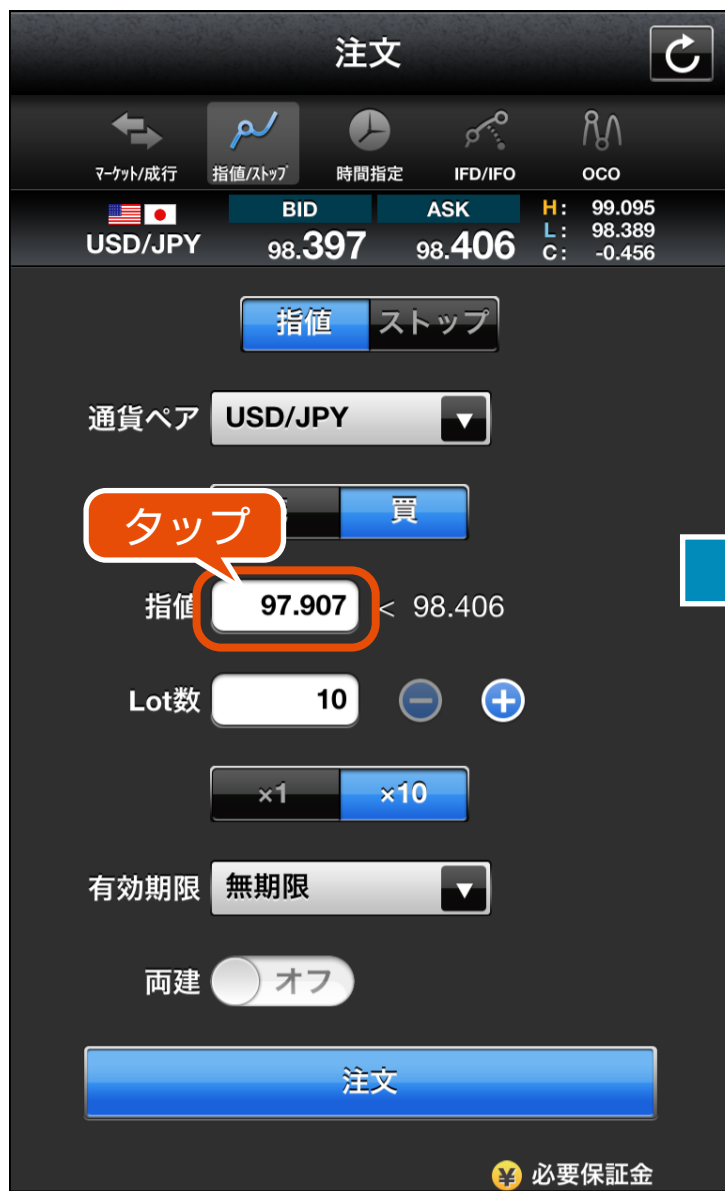 注文
マーケット/成行 指値/ストップ 時間指定 IFD/IFO OCO
BID ASK H: 99.095
USD/JPY 98.397 98.406 L: 98.389
C: -0.456
指値 ストップ
通貨ペア USD/JPY
買
タップ
指値 97.907 < 98.406
Lot数 10
×1 ×10
有効期限 無期限
両建 オフ
注文
¥ 必要保証金